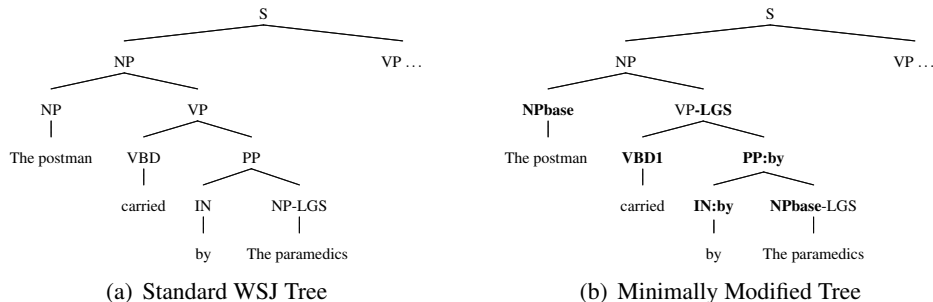 S
NP VP ...
NP VP
The postman VBD PP
carried IN NP-LGS
by The paramedics
(a) Standard WSJ Tree
S
NP VP ...
NPbase VP-LGS
The postman VBD1 PP:by
carried IN:by NPbase-LGS
by The paramedics
(b) Minimally Modified Tree